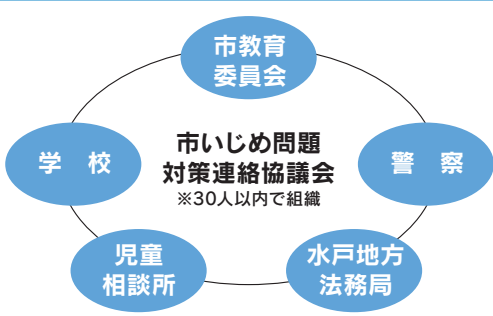 市教育
委員会
学　校
市いじめ問題
対策連絡協議会
※30人以内で組織
警　察
児童
相談所
水戸地方
法務局